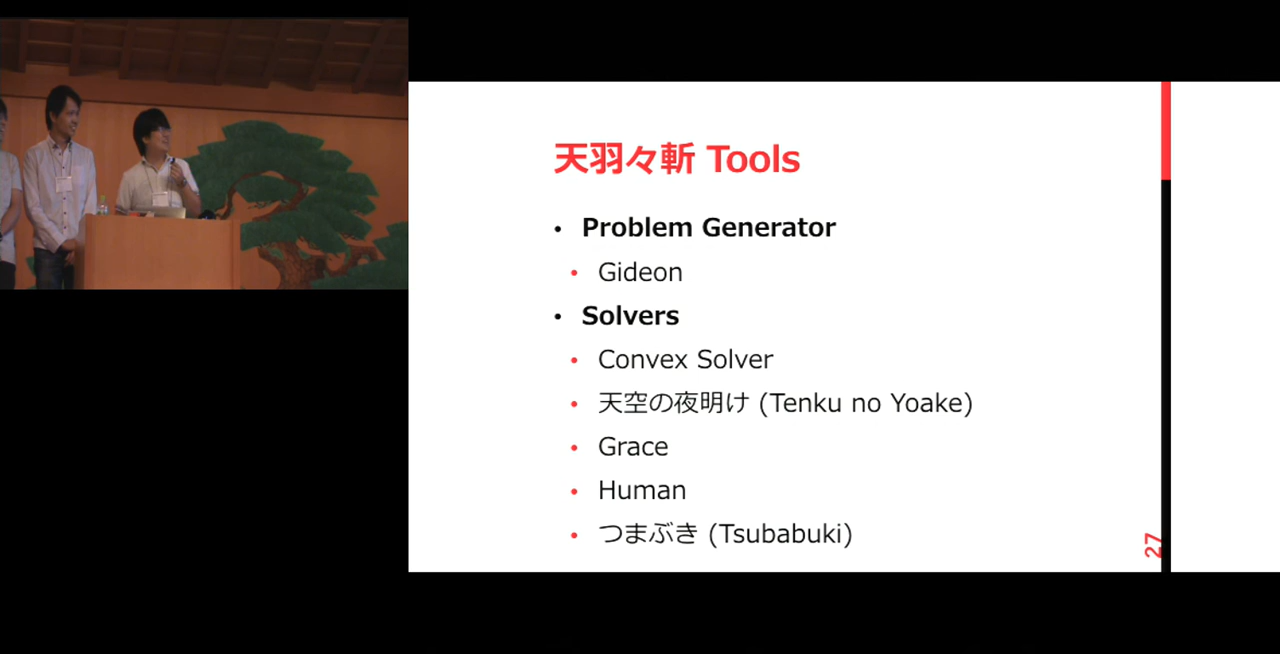 天羽々斬 Tools
• Problem Generator
• Gideon
• Solvers
• Convex Solver
• 天空の夜明け (Tenku no Yoake)
• Grace
• Human
• つまぶき (Tsubabuki)
27